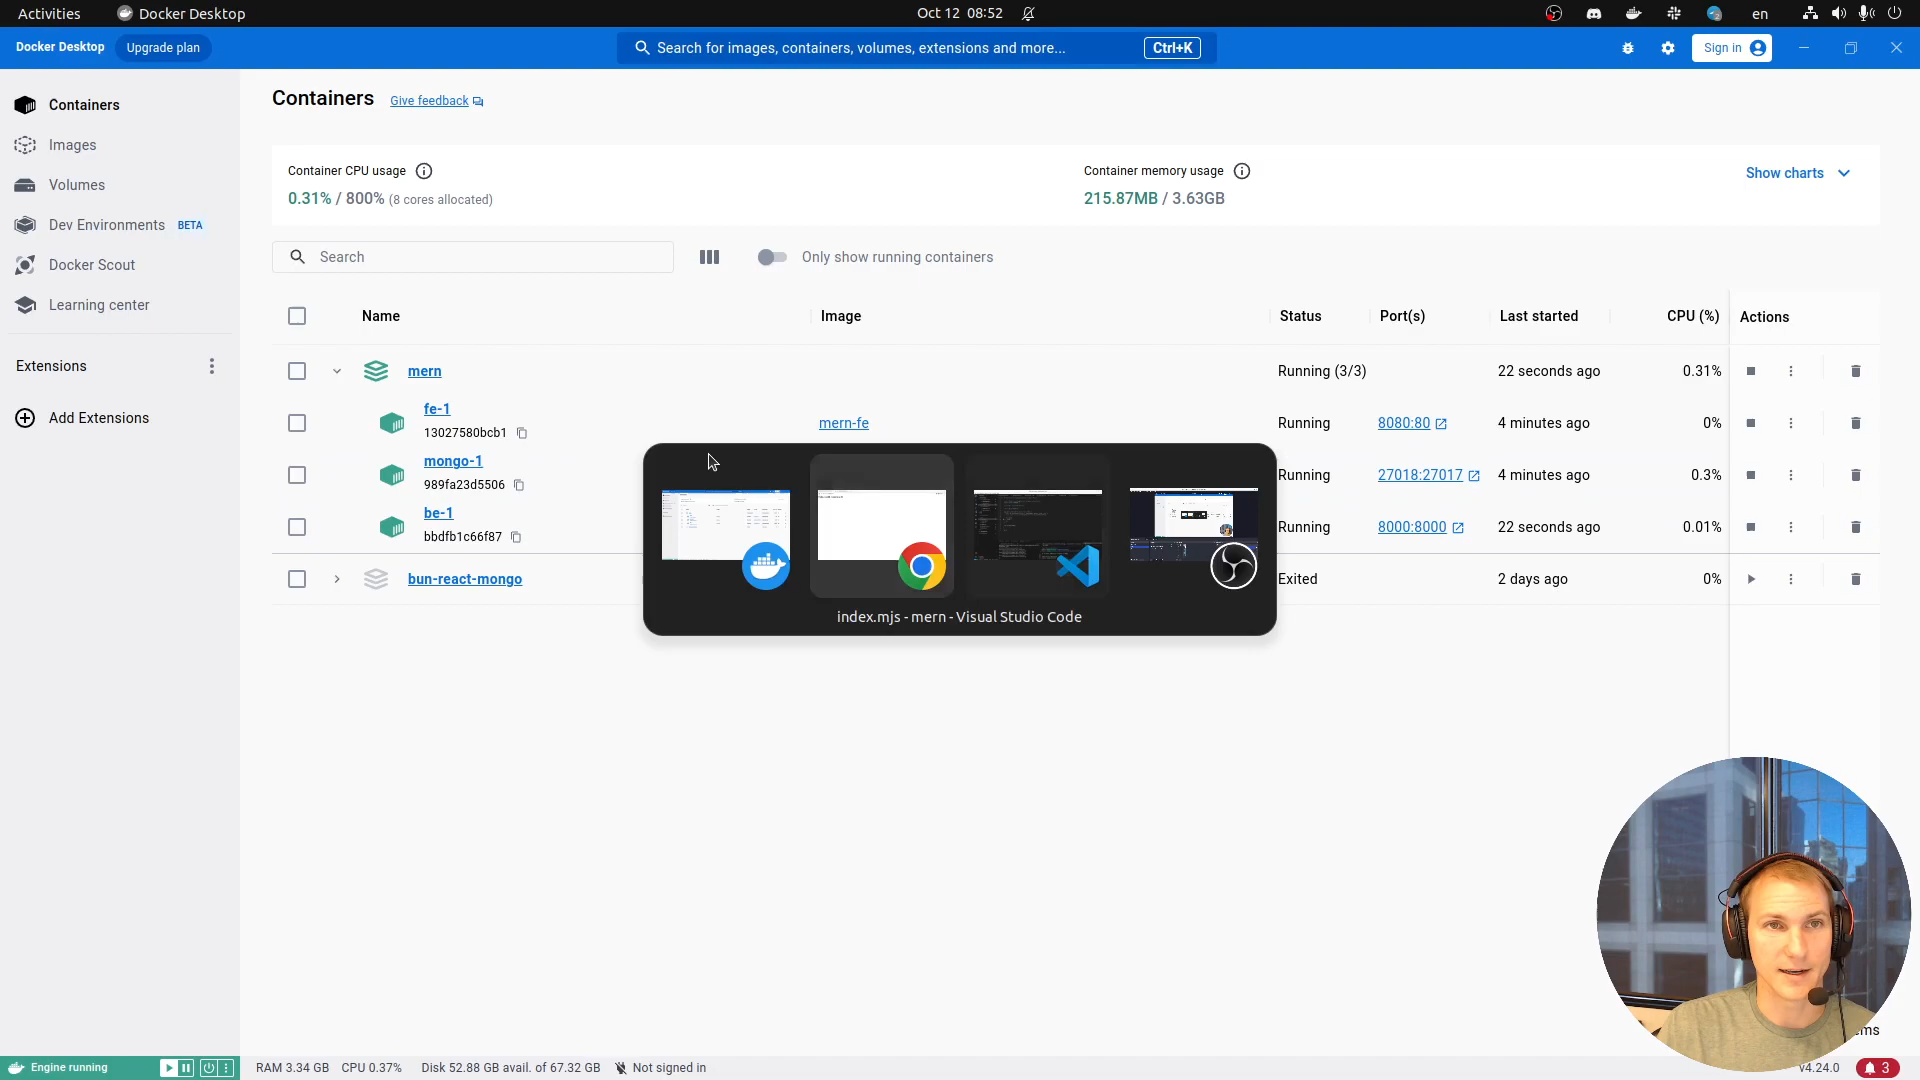 Activities
Docker Desktop
Oct 12 08:52
en
Docker Desktop
Upgrade plan
Search for images, containers, volumes, extensions and more...
Ctrl+K
Sign in
Containers
Images
Volumes
Dev Environments BETA
Docker Scout
Learning center
Extensions
Add Extensions
Containers
Give feedback
Container CPU usage
0.31% / 800% (8 cores allocated)
Container memory usage
215.87MB / 3.63GB
Show charts
Search
Only show running containers
Name Image Status Port(s) Last started CPU (%) Actions
mern Running (3/3) 22 seconds ago 0.31%
fe-1
13027580bcb1
mern-fe Running 8080:80 4 minutes ago 0%
mongo-1
989fa23d5506
Running 27018:27017 4 minutes ago 0.3%
be-1
bbdfb1c66f87
Running 8000:8000 22 seconds ago 0.01%
bun-react-mongo Exited 2 days ago 0%
index.mjs - mern - Visual Studio Code
Engine running
RAM 3.34 GB CPU 0.37% Disk 52.88 GB avail. of 67.32 GB Not signed in
v4.24.0
3